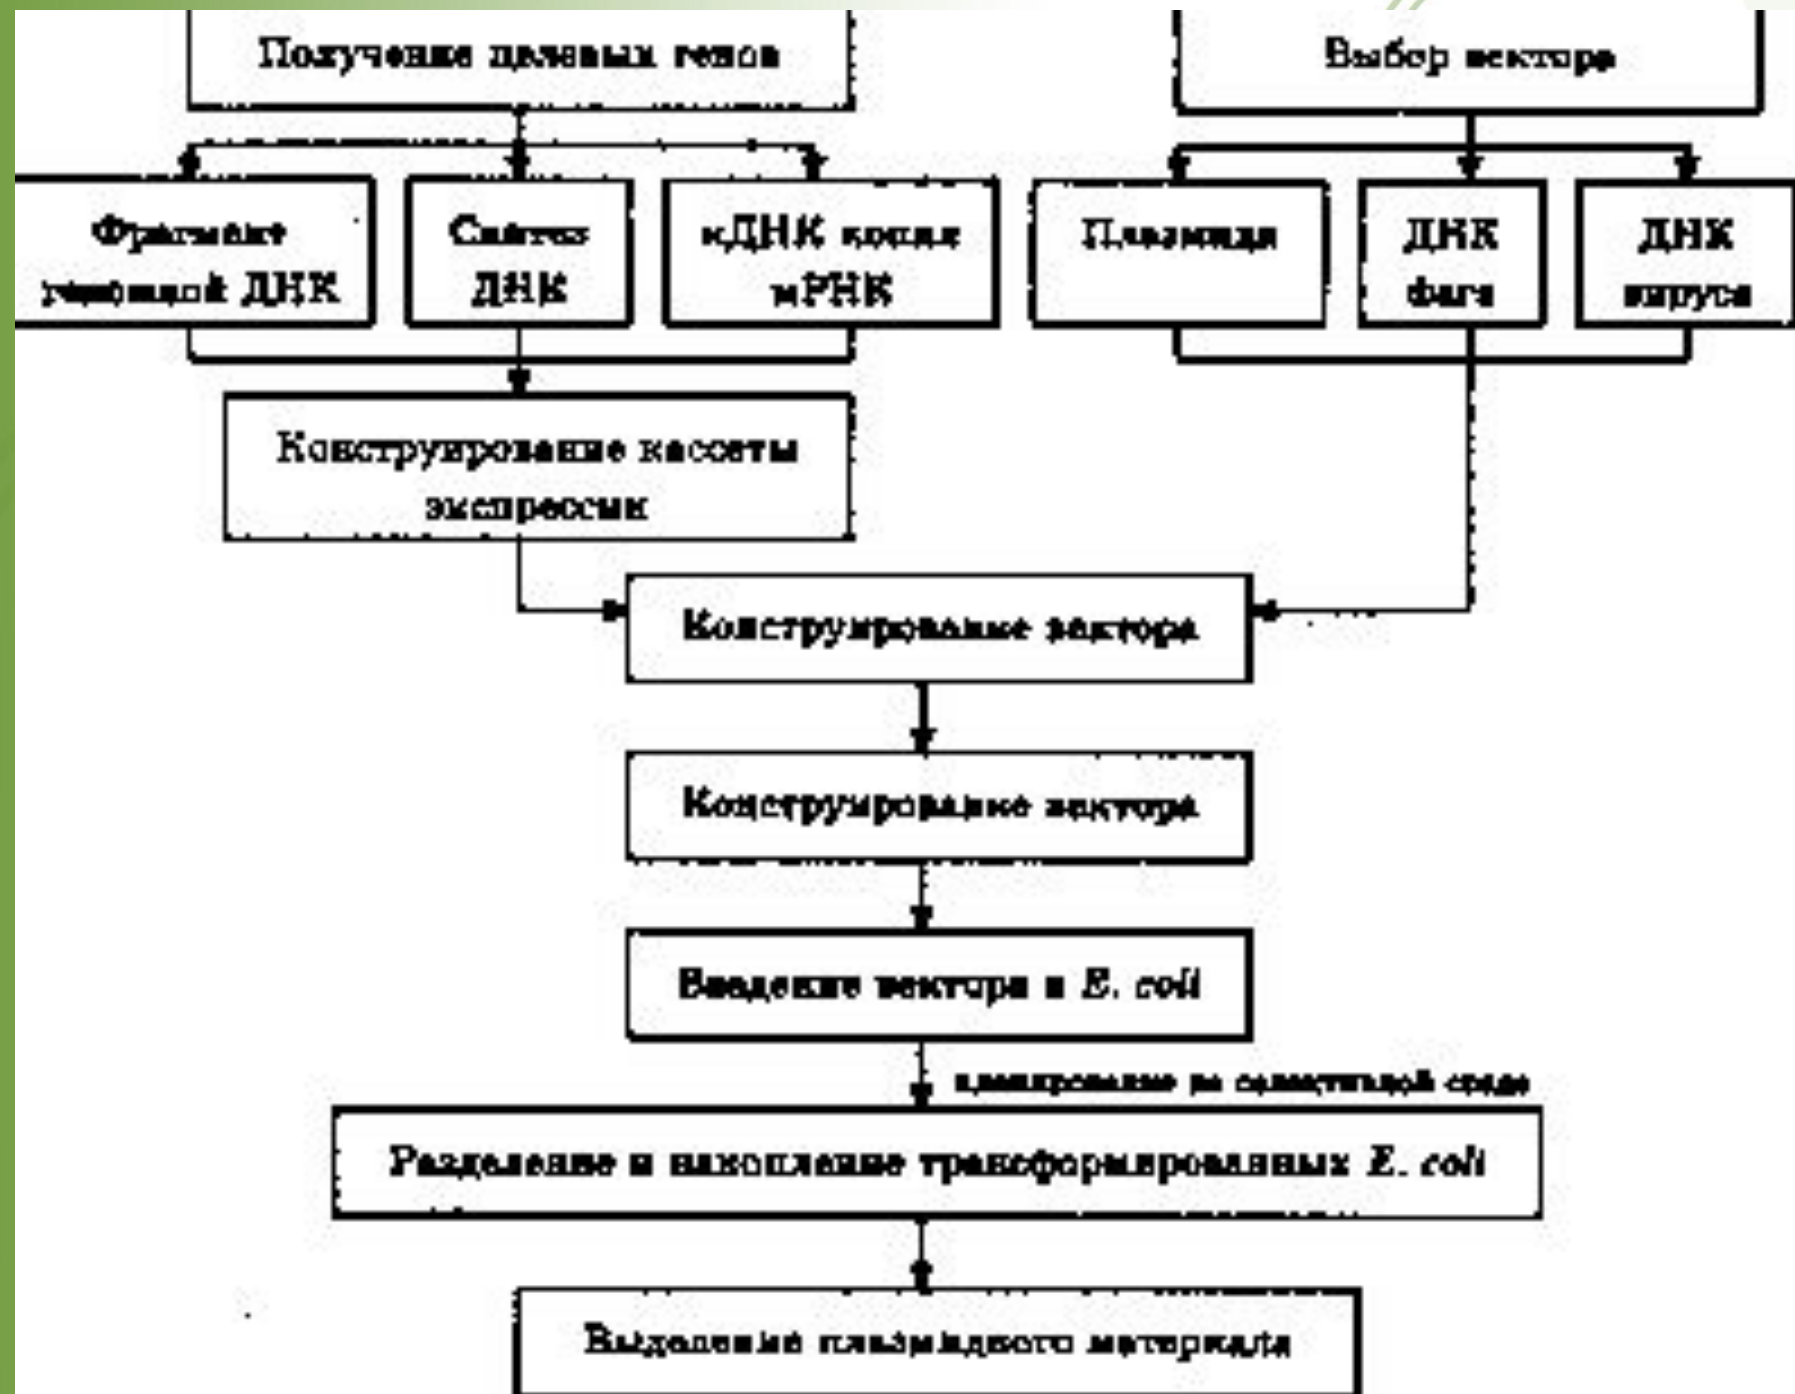 Получение целевых генов
Выбор вектора
Фрагмент
геномной ДНК
Синтез
ДНК
кДНК копия
мРНК
Плазмида
ДНК
фага
ДНК
вируса
Конструирование кассеты
экспрессии
Конструирование вектора
Конструирование вектора
Введение вектора в E. coli
клонирование на селективной среде
Разделение и накопление трансформированных E. coli
Выделение плазмидного материала